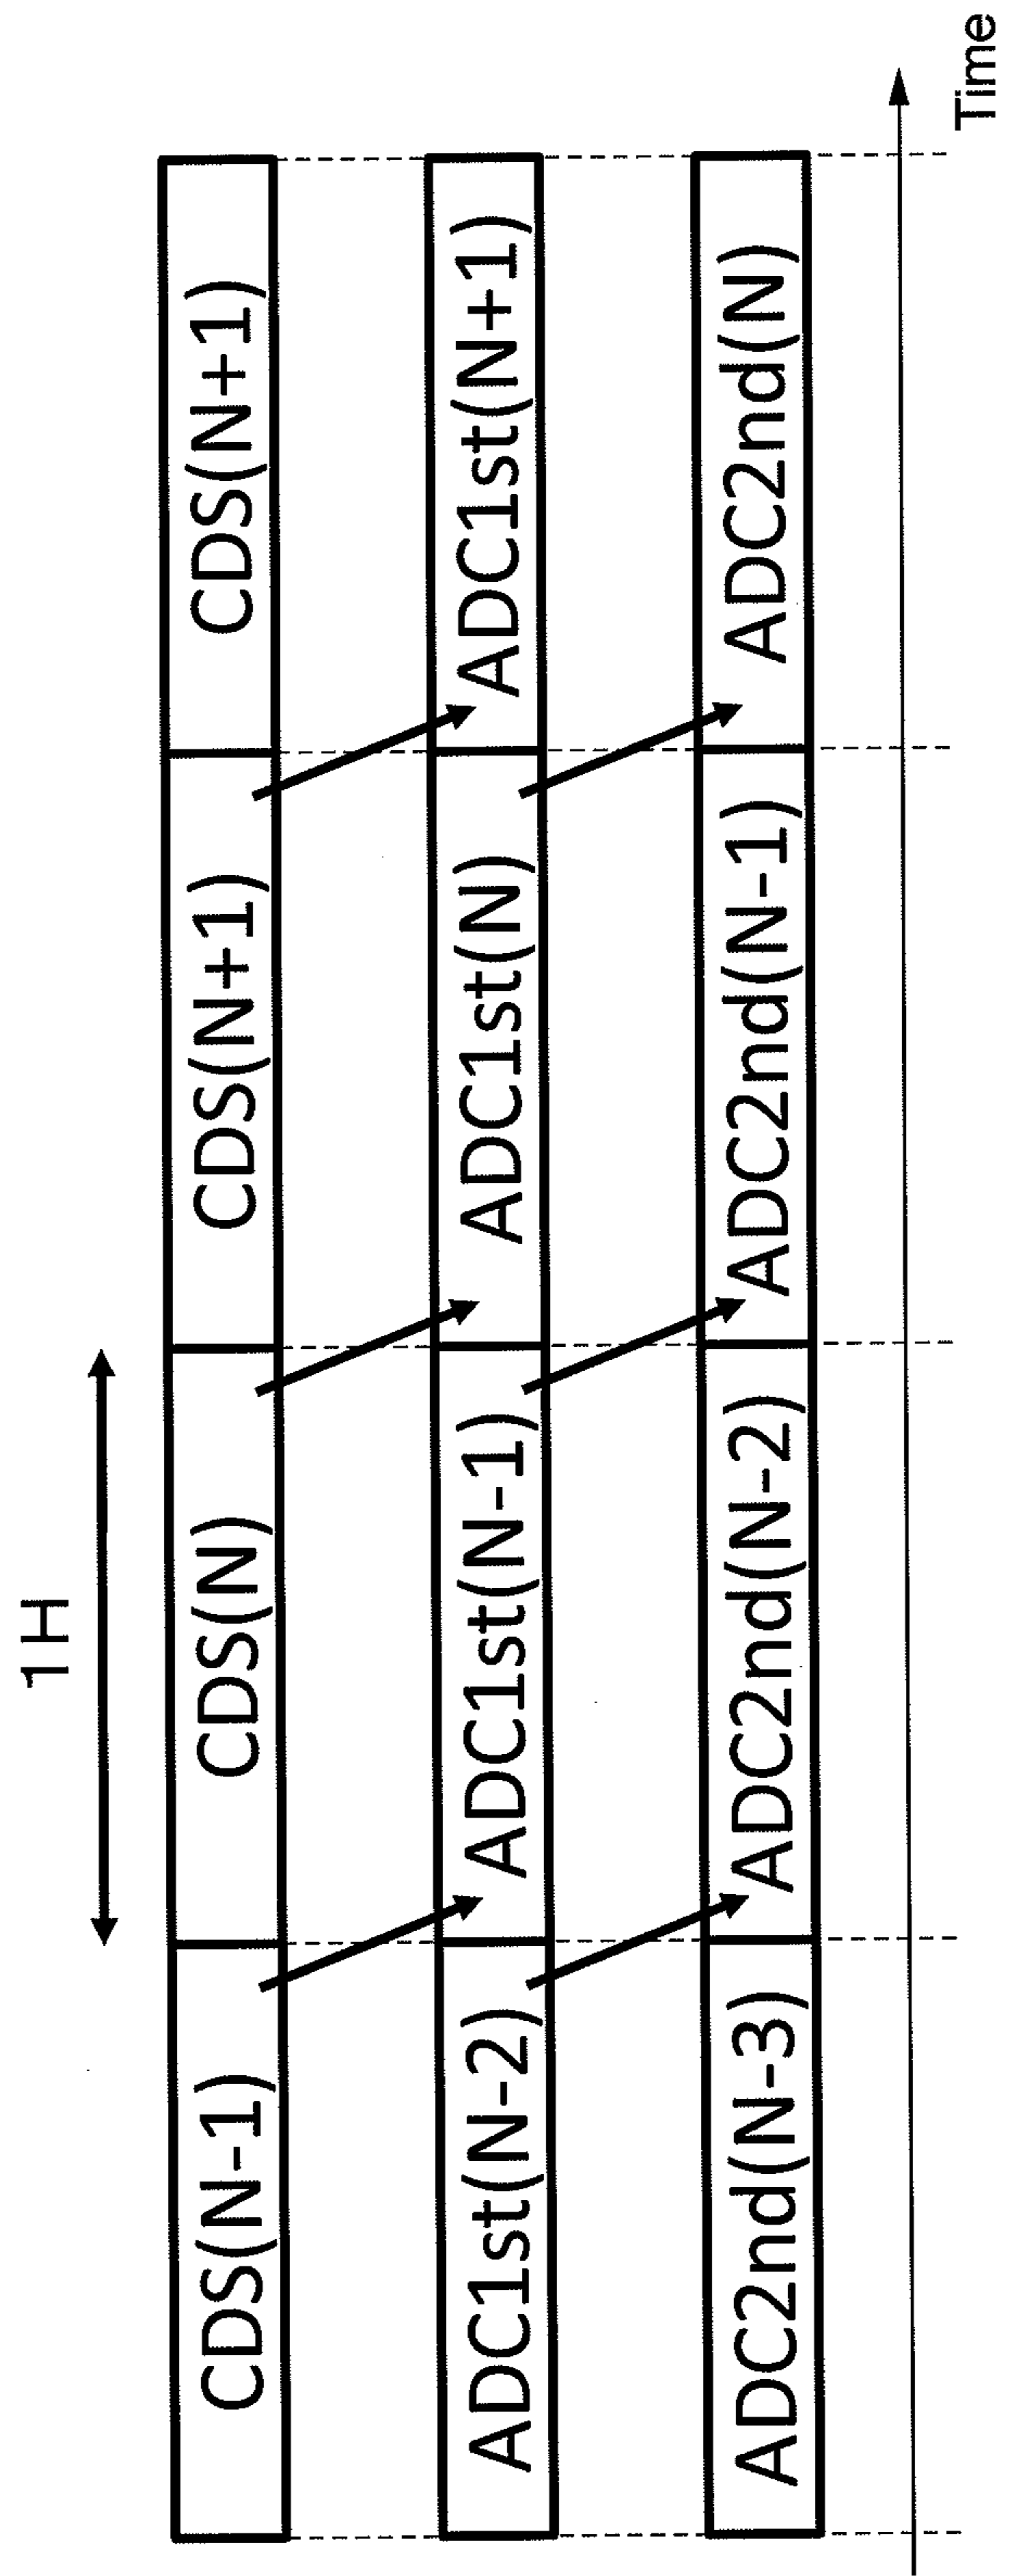 1H
CDS(N-1) CDS(N) CDS(N+1) CDS(N+1)
ADC1st(N-2) ADC1st(N-1) ADC1st(N) ADC1st(N+1)
ADC2nd(N-3) ADC2nd(N-2) ADC2nd(N-1) ADC2nd(N)
Time